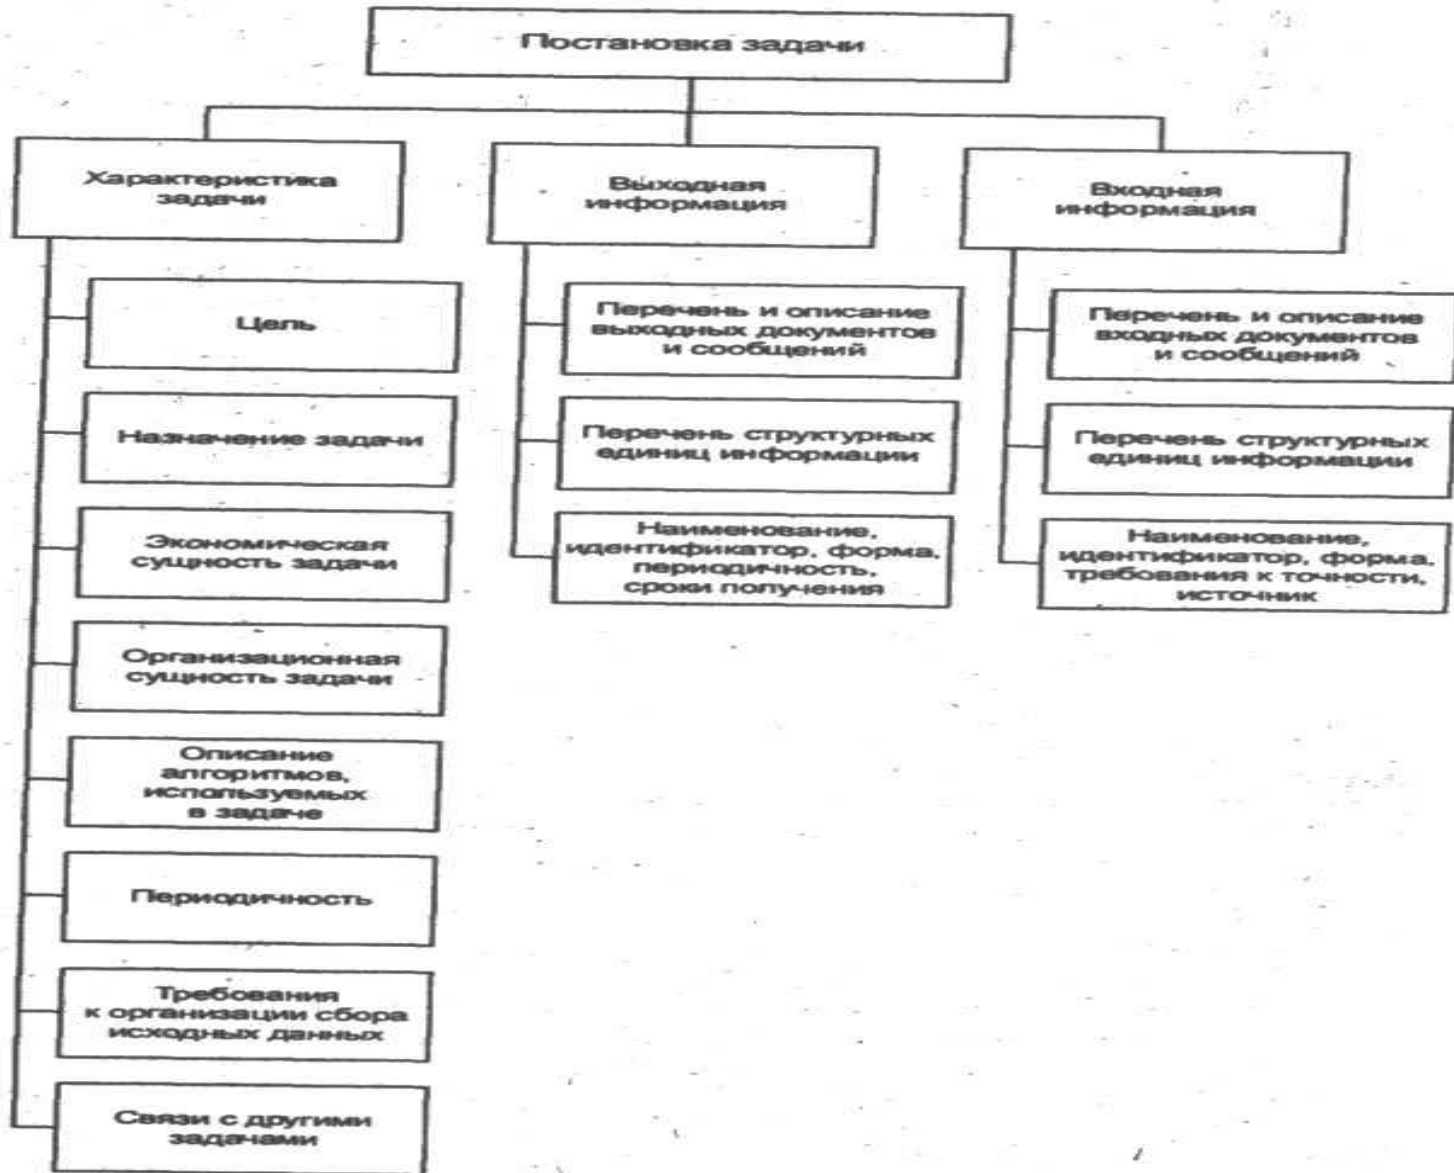 Постановка задачи
Характеристика
задачи
Цель
Назначение задачи
Экономическая
сущность задачи
Организационная
сущность задачи
Описание
алгоритмов,
используемых
в задаче
Периодичность
Требования
к организации сбора
исходных данных
Связи с другими
задачами
Выходная
информация
Перечень и описание
выходных документов
и сообщений
Перечень структурных
единиц информации
Наименование,
идентификатор, форма,
периодичность,
сроки получения
Входная
информация
Перечень и описание
входных документов
и сообщений
Перечень структурных
единиц информации
Наименование,
идентификатор, форма,
требования к точности,
источник